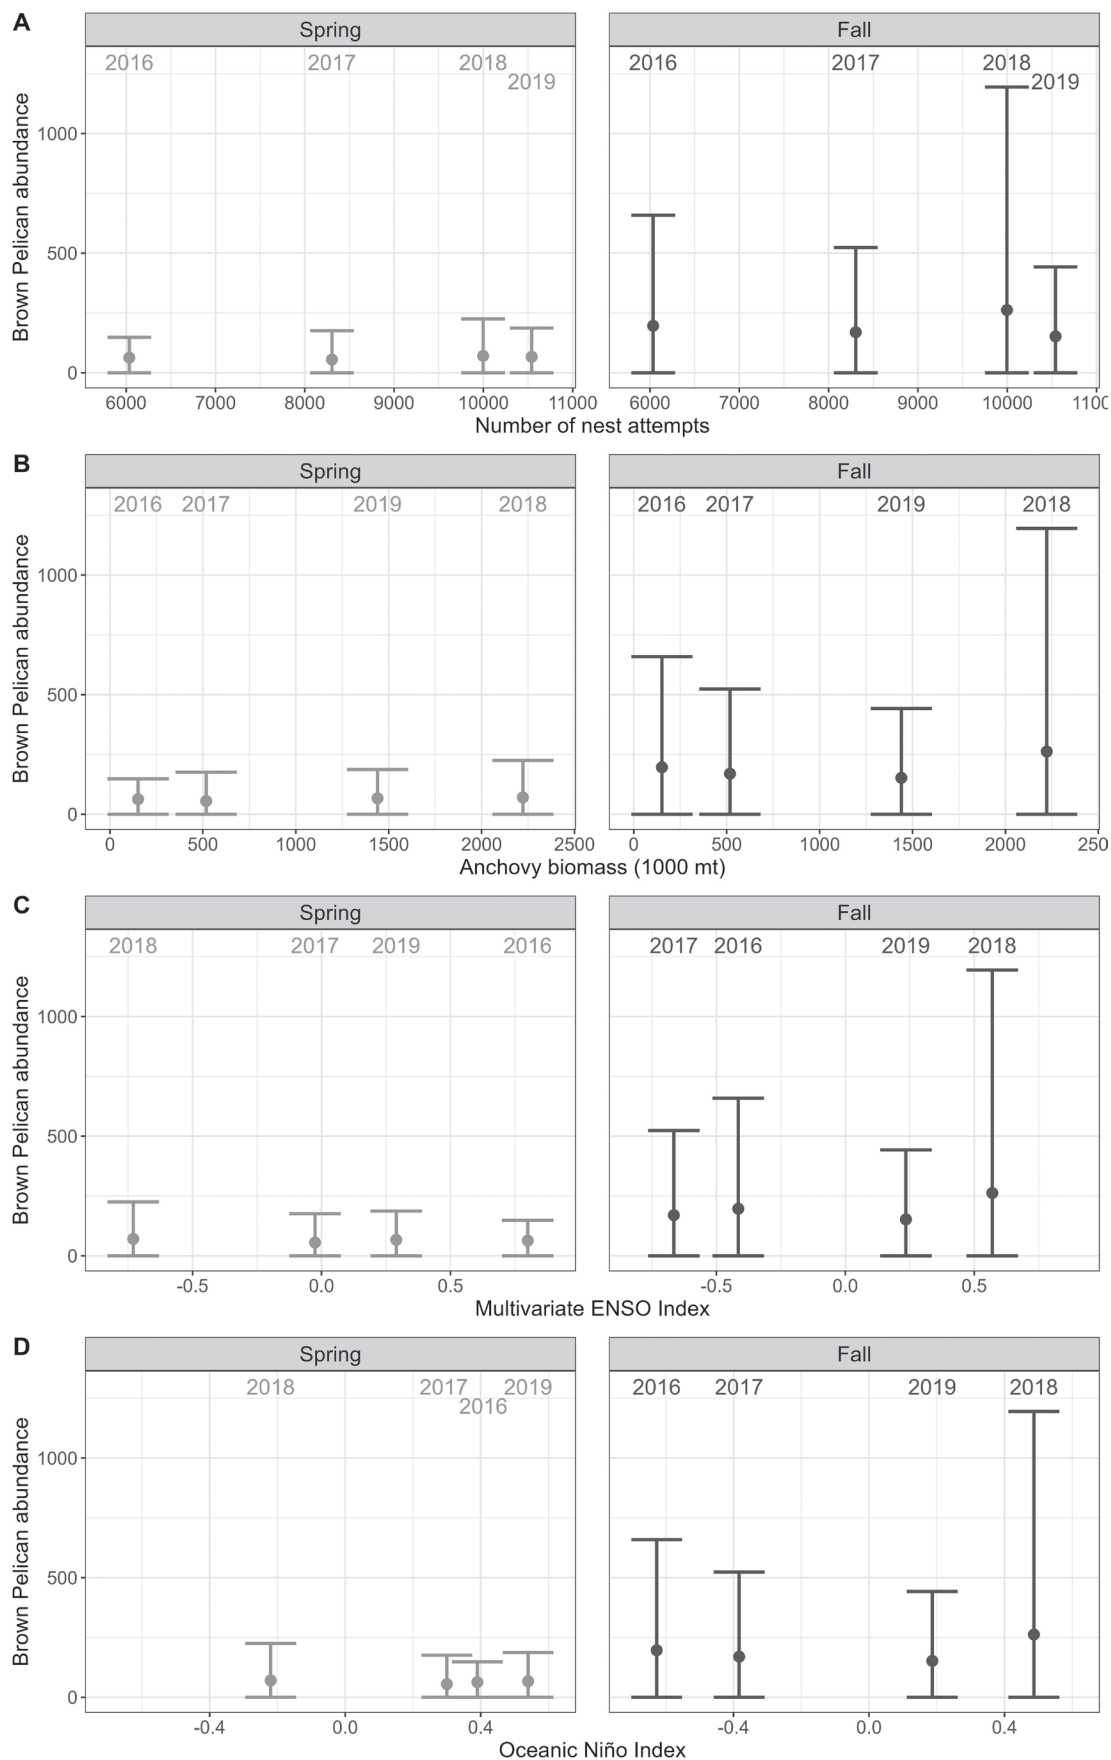 A
Spring Fall
2016 2017 2018 2016 2017 2018
2019 2019
1000
500
0
6000 7000 8000 9000 10000 11000 6000 7000 8000 9000 10000 1100
Number of nest attempts
Brown Pelican abundance
B
Spring Fall
2016 2017 2019 2018 2016 2017 2019 2018
1000
500
0
0 500 1000 1500 2000 2500 0 500 1000 1500 2000 250
Anchovy biomass (1000 mt)
Brown Pelican abundance
C
Spring Fall
2018 2017 2019 2016 2017 2016 2019 2018
1000
500
0
-0.5 0.0 0.5 -0.5 0.0 0.5
Multivariate ENSO Index
Brown Pelican abundance
D
Spring Fall
2018 2017 2019 2016 2017 2019 2018
2016
1000
500
0
-0.4 0.0 0.4 -0.4 0.0 0.4
Oceanic Niño Index
Brown Pelican abundance